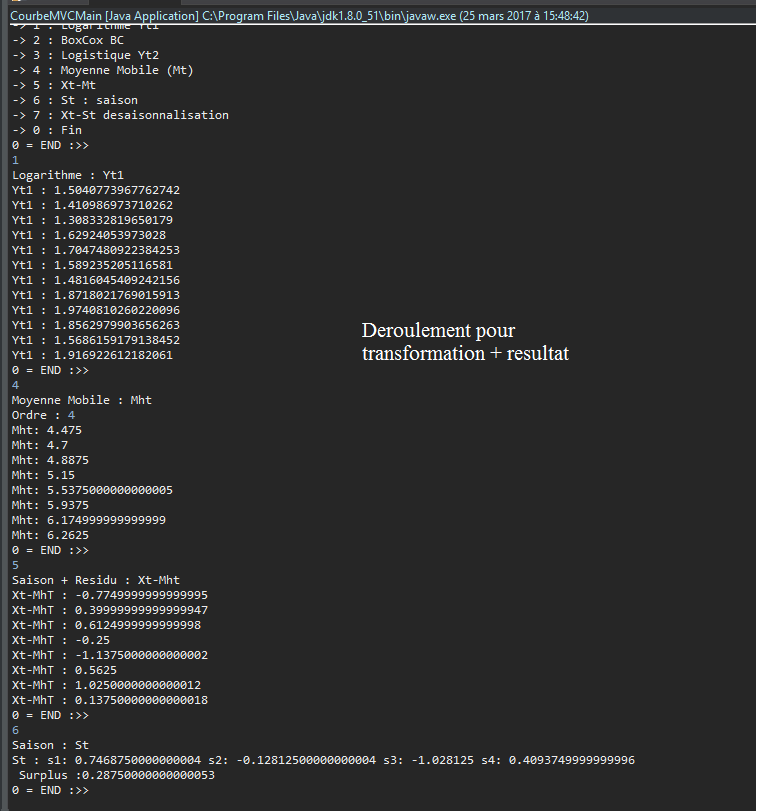 CourbeMVCMain [Java Application] C:\Program Files\Java\jdk1.8.0_51\bin\javaw.exe (25 mars 2017 à 15:48:42)
-> 1 : Logarithme Yt1
-> 2 : BoxCox BC
-> 3 : Logistique Yt2
-> 4 : Moyenne Mobile (Mt)
-> 5 : Xt-Mt
-> 6 : St : saison
-> 7 : Xt-St desaisonnalisation
-> 0 : Fin
0 = END :>>
1
Logarithme : Yt1
Yt1 : 1.5040773967762742
Yt1 : 1.410986973710262
Yt1 : 1.308332819650179
Yt1 : 1.62924053973028
Yt1 : 1.7047480922384253
Yt1 : 1.589235205116581
Yt1 : 1.4816045409242156
Yt1 : 1.8718021769015913
Yt1 : 1.9740810260220096
Yt1 : 1.8562979903656263
Yt1 : 1.5686159179138452
Yt1 : 1.916922612182061
0 = END :>>
4
Moyenne Mobile : Mht
Ordre : 4
Mht: 4.475
Mht: 4.7
Mht: 4.8875
Mht: 5.15
Mht: 5.5375000000000005
Mht: 5.9375
Mht: 6.174999999999999
Mht: 6.2625
0 = END :>>
5
Saison + Residu : Xt-Mht
Xt-MhT : -0.7749999999999995
Xt-MhT : 0.39999999999999947
Xt-MhT : 0.6124999999999998
Xt-MhT : -0.25
Xt-MhT : -1.1375000000000002
Xt-MhT : 0.5625
Xt-MhT : 1.0250000000000012
Xt-MhT : 0.13750000000000018
0 = END :>>
6
Saison : St
St : s1: 0.7468750000000004 s2: -0.12812500000000004 s3: -1.028125 s4: 0.4093749999999996
Surplus :0.28750000000000053
0 = END :>>
Deroulement pour
transformation + resultat